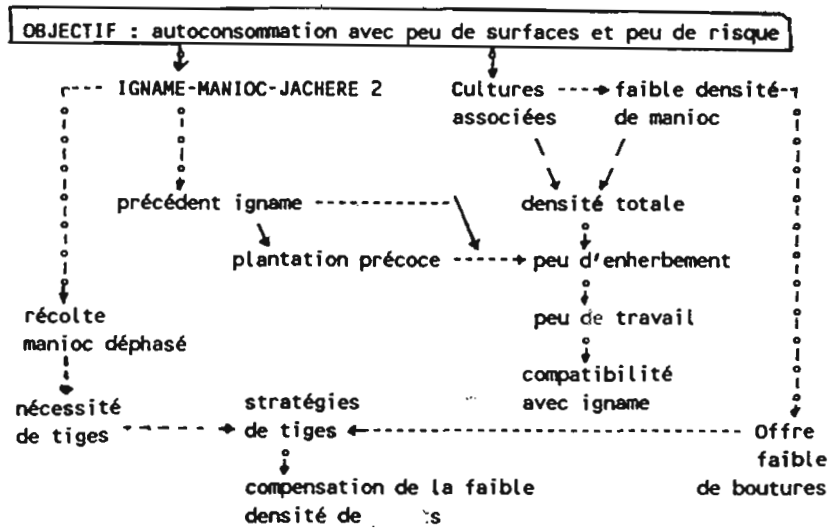 OBJECTIF : autoconsommation avec peu de surfaces et peu de risque
IGNAME-MANIOC-JACHERE 2
Cultures
associées
faible densité
de manioc
précédent igname
densité totale
plantation précoce
peu d'enherbement
récolte
manioc déphasé
peu de travail
compatibilité
avec igname
nécessité
de tiges
stratégies
de tiges
Offre
faible
de boutures
compensation de la faible
densité de